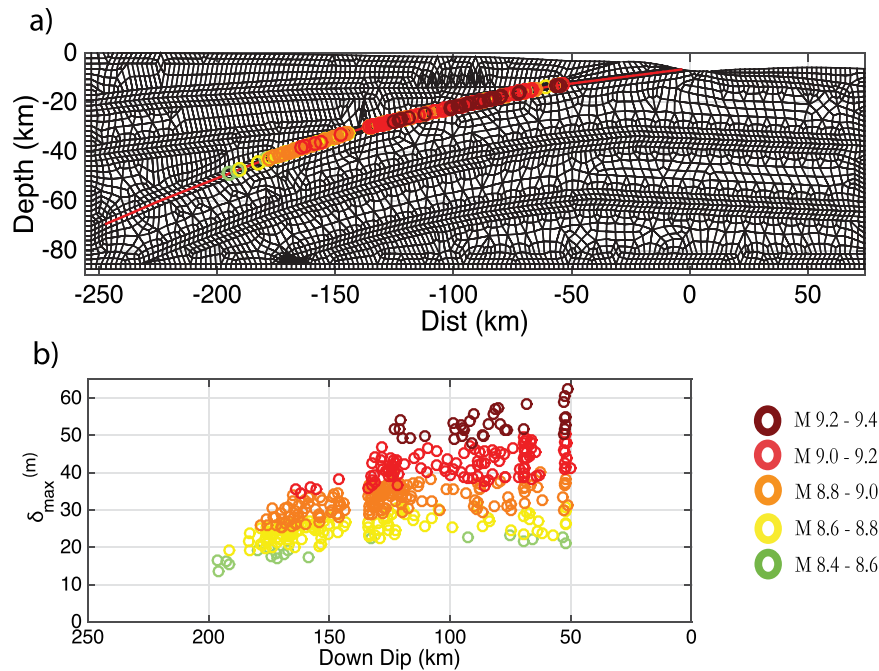 a)
0
-20
-40
-60
-80
Depth (km)
-250 -200 -150 -100 -50 0 50
Dist (km)
b)
60
50
40
30
20
10
0
δmax (m)
250 200 150 100 50 0
Down Dip (km)
M 9.2 - 9.4
M 9.0 - 9.2
M 8.8 - 9.0
M 8.6 - 8.8
M 8.4 - 8.6